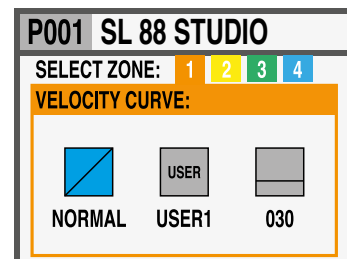 P001 SL 88 STUDIO
SELECT ZONE: 1 2 3 4
VELOCITY CURVE:
USER
NORMAL USER1 030